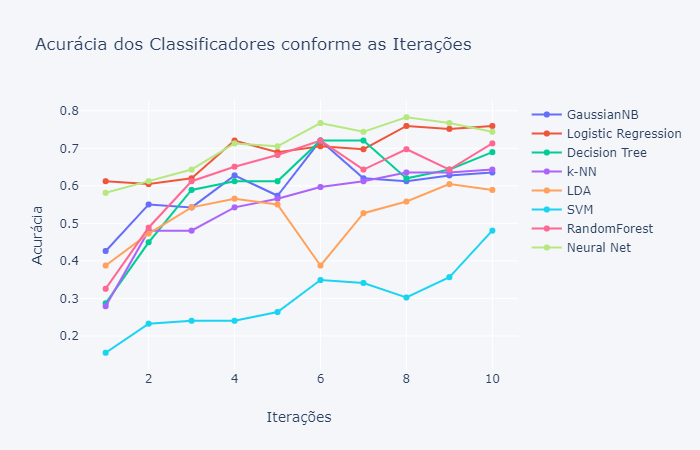 Acurácia dos Classificadores conforme as Iterações
0.8
0.7
0.6
0.5
0.4
0.3
0.2
Acurácia
2
4
6
8
10
Iterações
GaussianNB
Logistic Regression
Decision Tree
k-NN
LDA
SVM
RandomForest
Neural Net